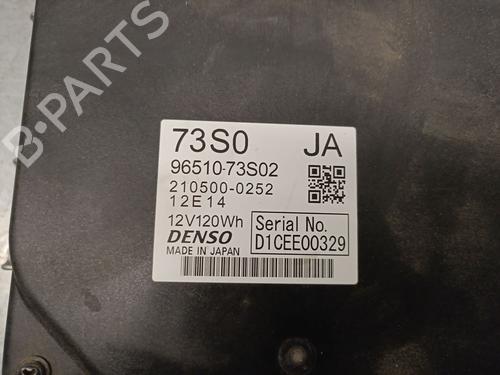 B-PARTS
73S0 JA
96510-73S02
210500-0252
12E14
12V120Wh
DENSO
MADE IN JAPAN
Serial No.
D1CEE00329